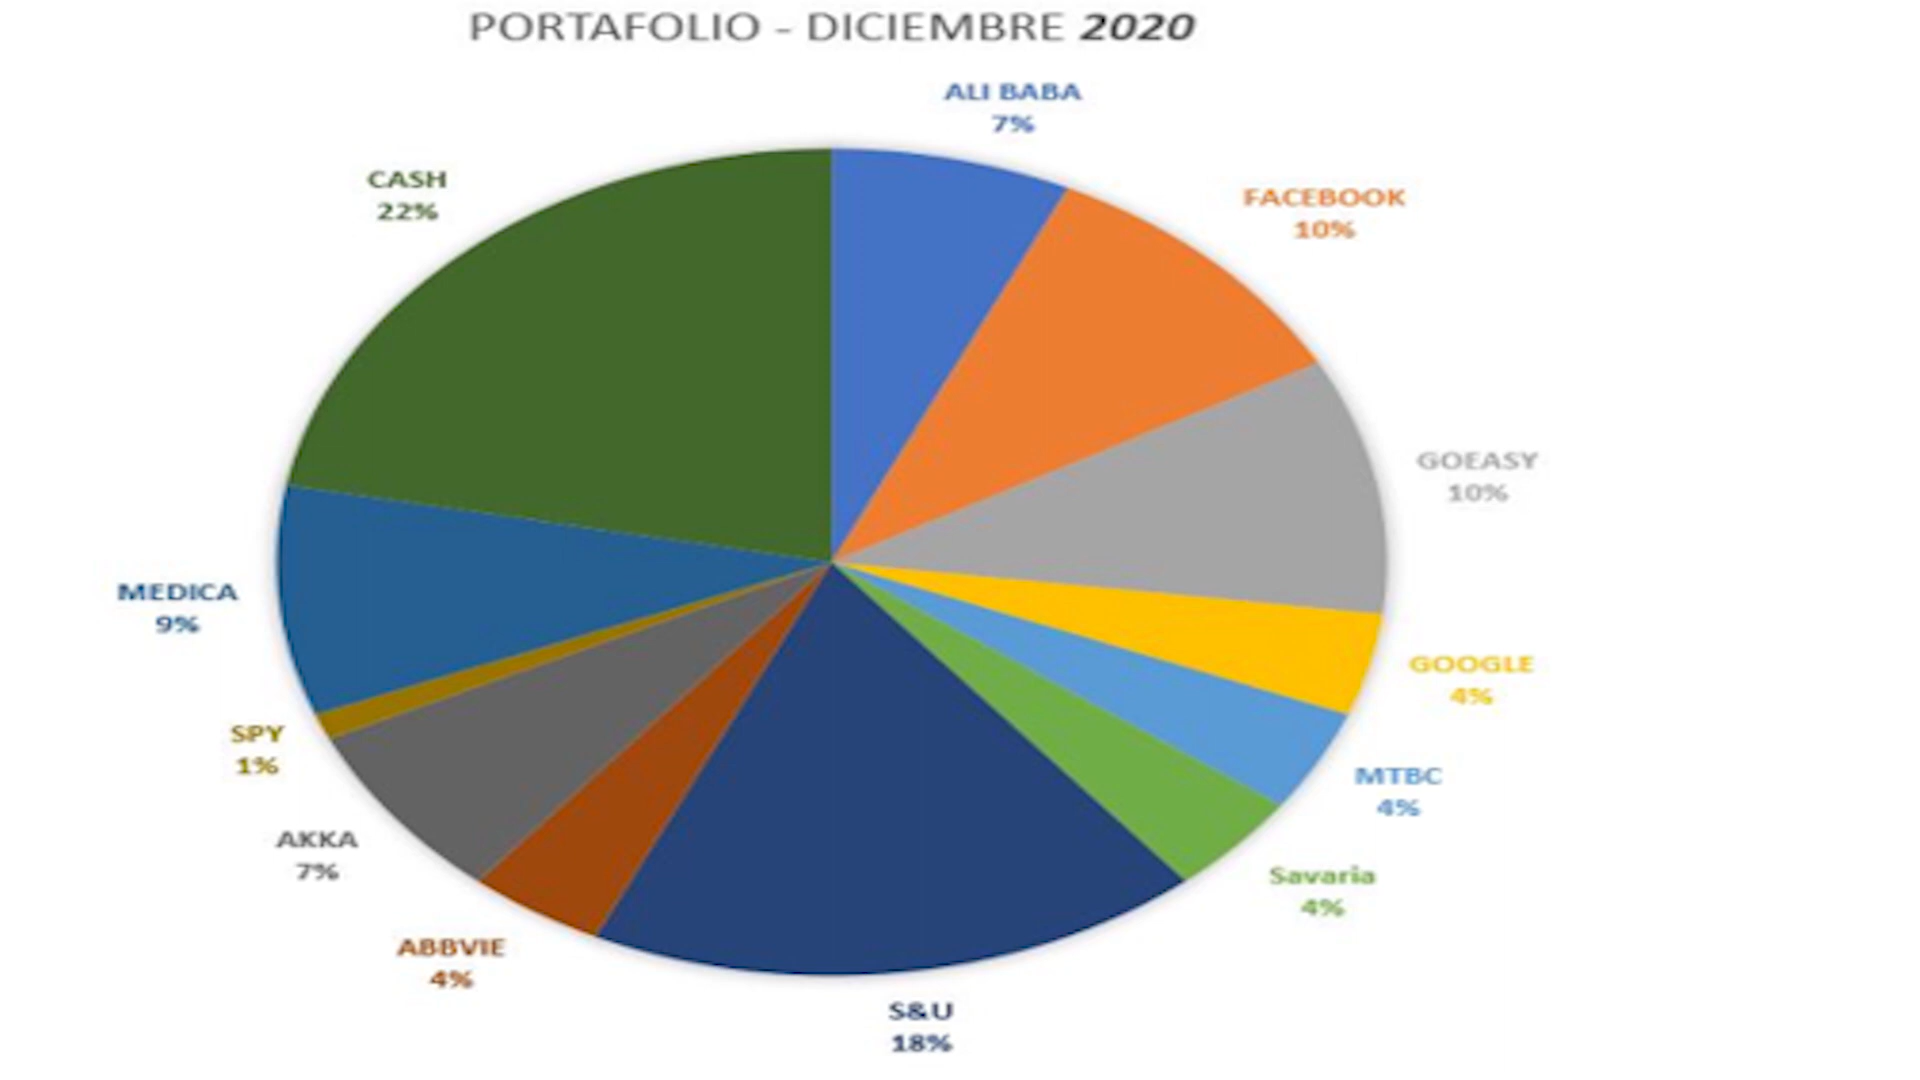 PORTAFOLIO - DICIEMBRE 2020
ALI BABA
7%
FACEBOOK
10%
GOEASY
10%
GOOGLE
4%
MTBC
4%
Savaria
4%
S&U
18%
ABBVIE
4%
AKKA
7%
SPY
1%
MEDICA
9%
CASH
22%